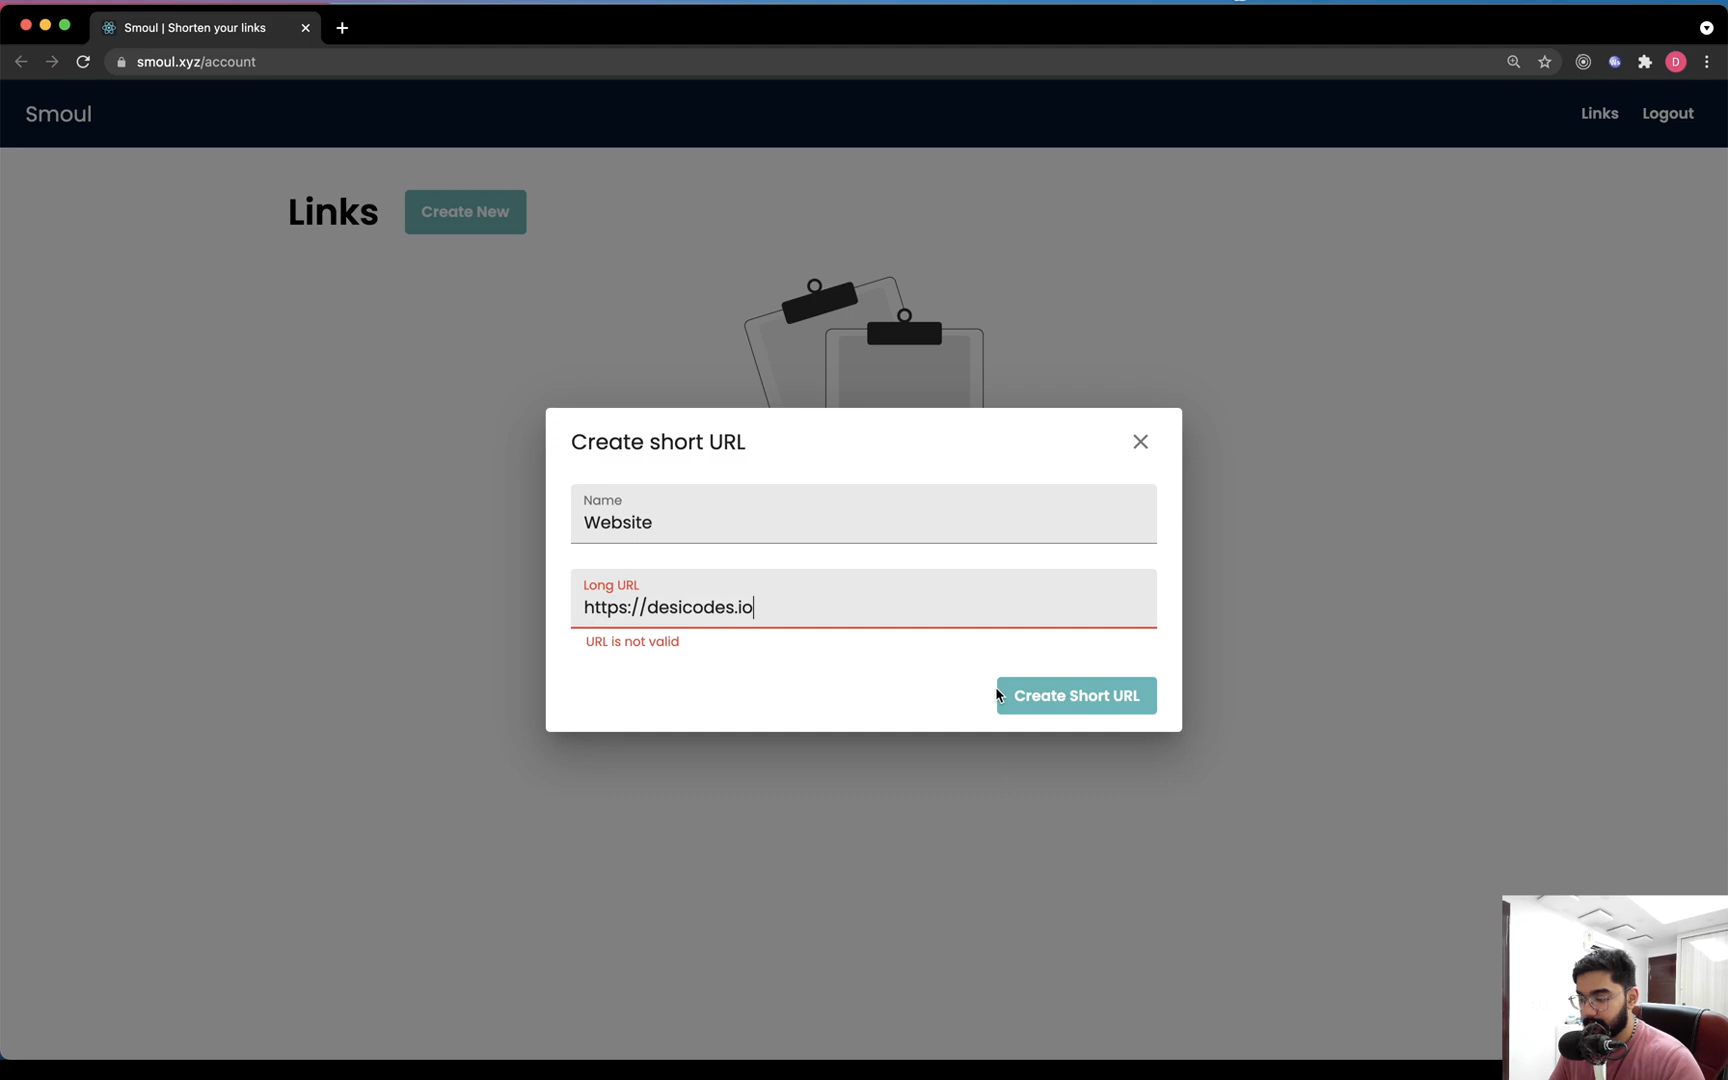 Smoul | Shorten your links
smoul.xyz/account
D
Smoul
Links
Logout
Links
Create New
Create short URL
Name
Website
Long URL
https://desicodes.io
URL is not valid
Create Short URL